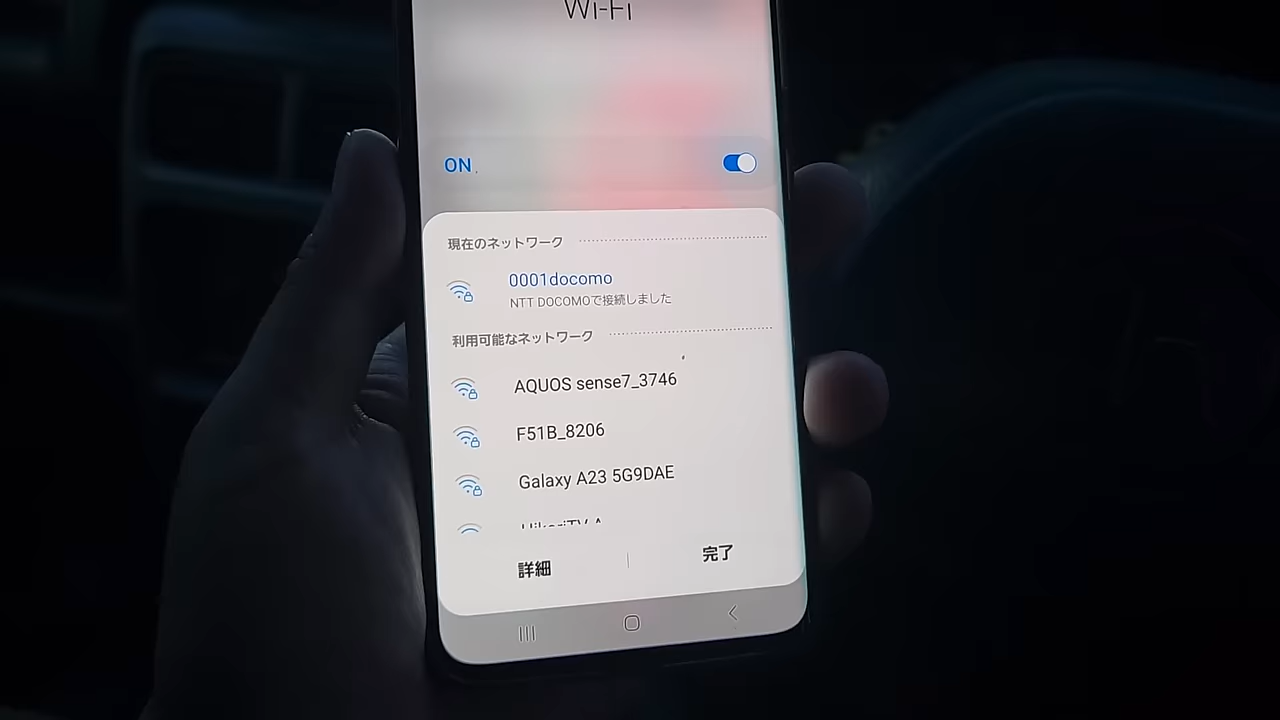 Wi-Fi
ON
現在のネットワーク
0001docomo
NTT DOCOMOで接続しました
利用可能なネットワーク
AQUOS sense7_3746
F51B_8206
Galaxy A23 5G9DAE
詳細
完了